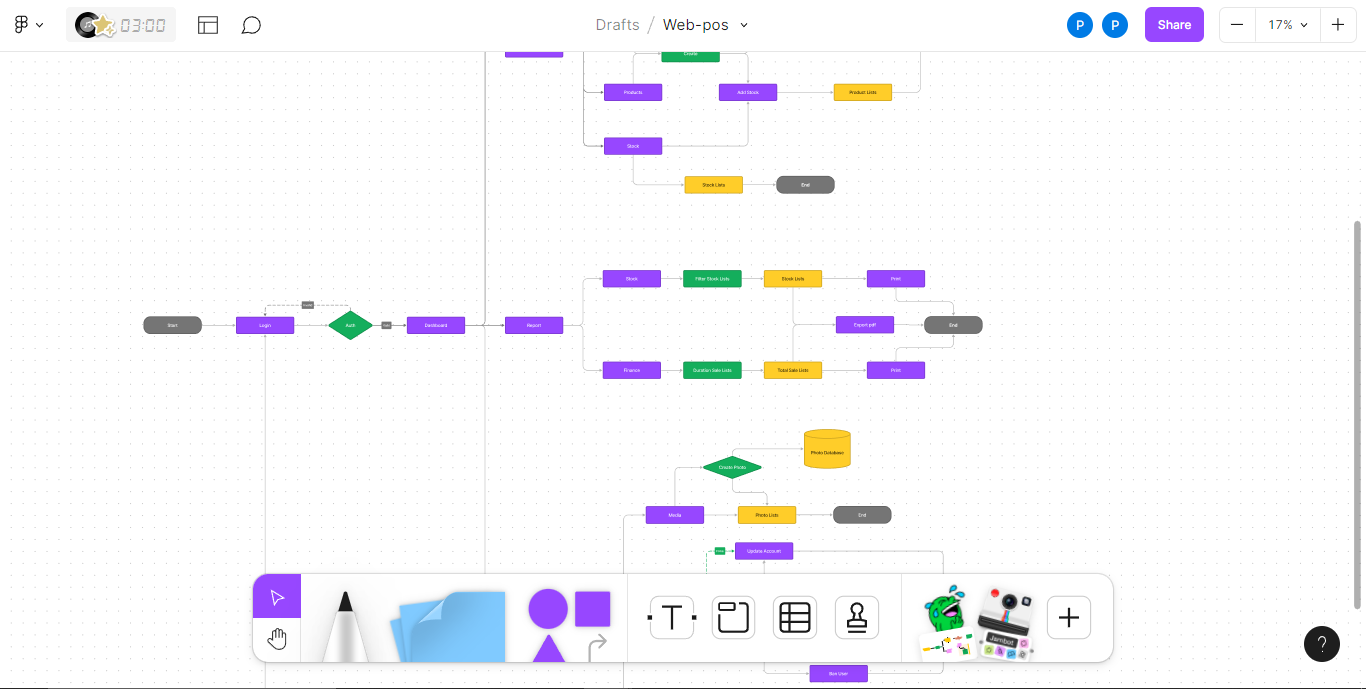 03:00
Drafts / Web-pos
P
P
Share
17%
Create
Products
Add Stock
Product Lists
Stock
Stock Lists
End
Stock
Filter Stock Lists
Stock Lists
Print
Start
Login
Auth
Dashboard
Report
Export pdf
End
Finance
Duration Sale Lists
Total Sale Lists
Print
Photo Database
Create Photo
Media
Photo Lists
End
Update Account
T
Jambot
?
Ban User